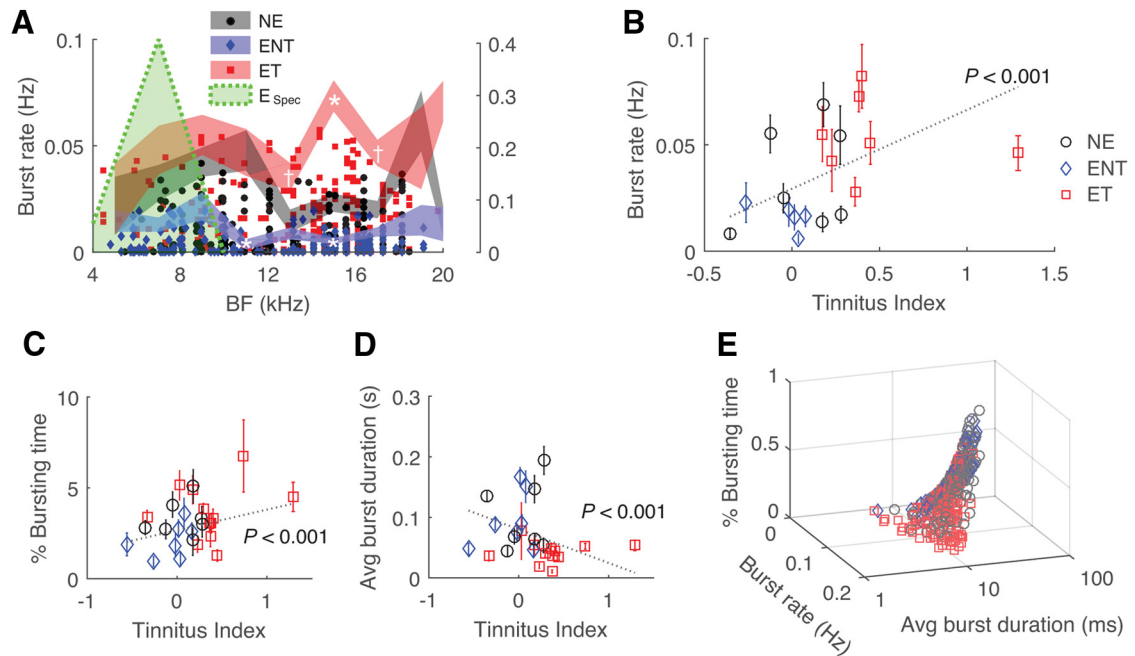 A
NE
ENT
ET
E Spec
Burst rate (Hz)
0.1
0.05
0
0.4
0.3
0.2
0.1
0
*
†
†
*
*
4
8
12
16
20
BF (kHz)
B
Burst rate (Hz)
0.1
0.05
0
P < 0.001
NE
ENT
ET
-0.5
0
0.5
1
1.5
Tinnitus Index
C
% Bursting time
10
5
0
P < 0.001
-1
0
1
Tinnitus Index
D
Avg burst duration (s)
0.3
0.2
0.1
0
P < 0.001
-1
0
1
Tinnitus Index
E
% Bursting time
1
0.5
0
0
0.1
0.2
Burst rate (Hz)
1
10
100
Avg burst duration (ms)